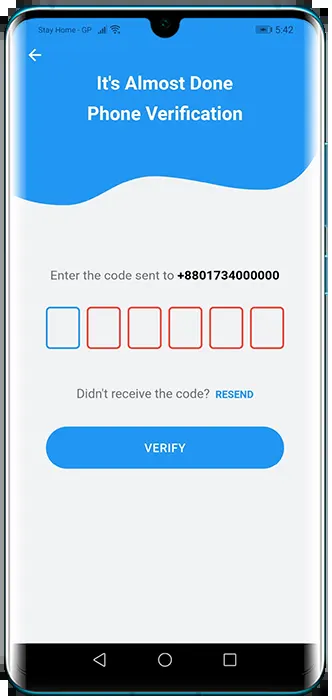 Stay Home - GP 5:42
It's Almost Done
Phone Verification
Enter the code sent to +8801734000000
Didn't receive the code? RESEND
VERIFY